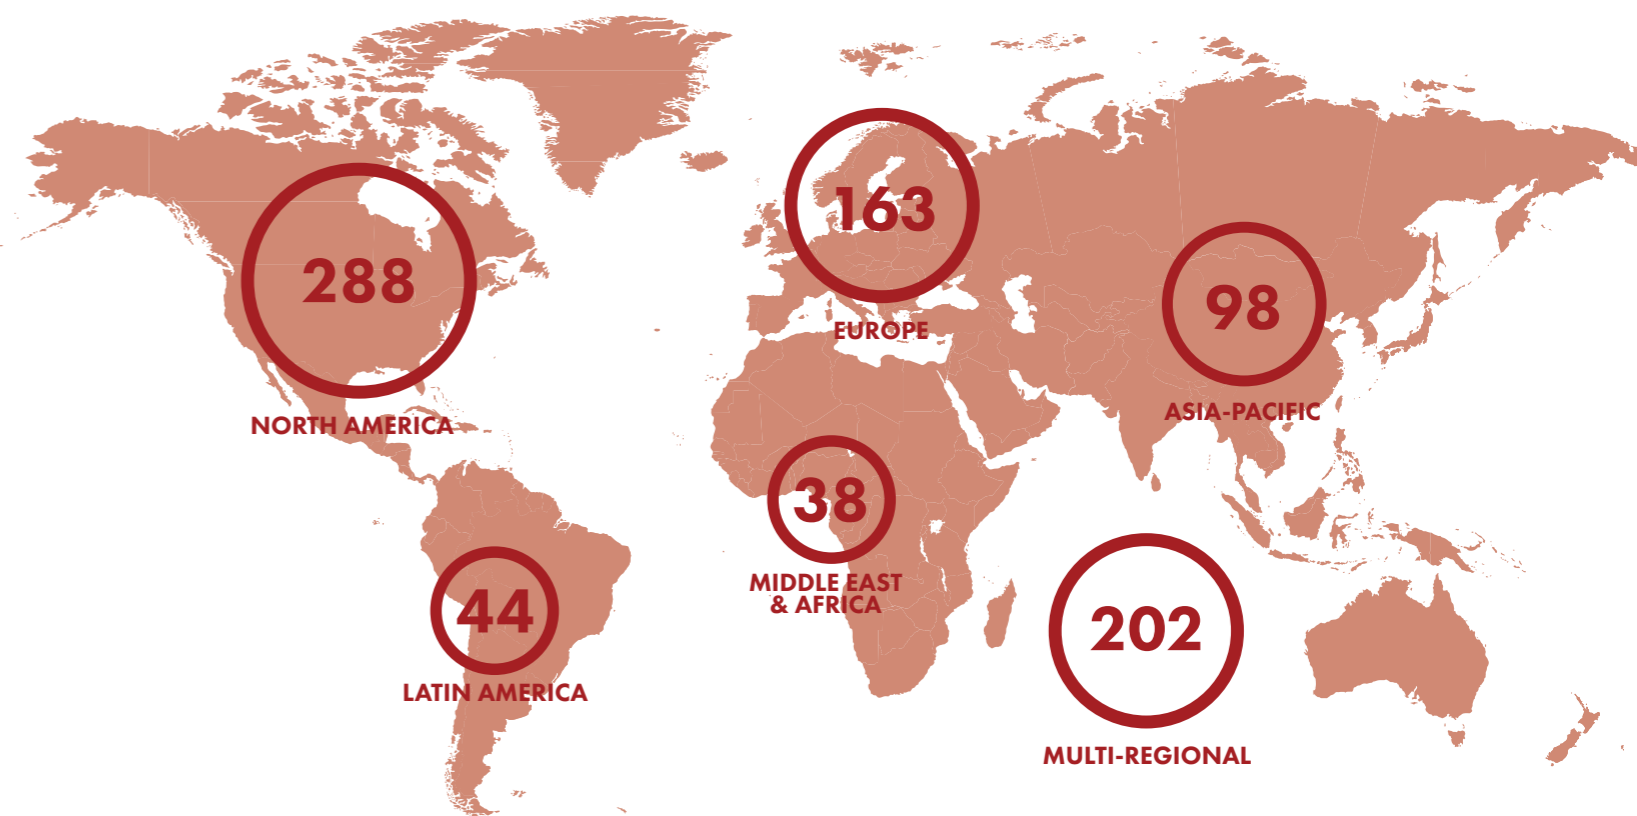 288
NORTH AMERICA
163
EUROPE
98
ASIA-PACIFIC
38
MIDDLE EAST
& AFRICA
44
LATIN AMERICA
202
MULTI-REGIONAL